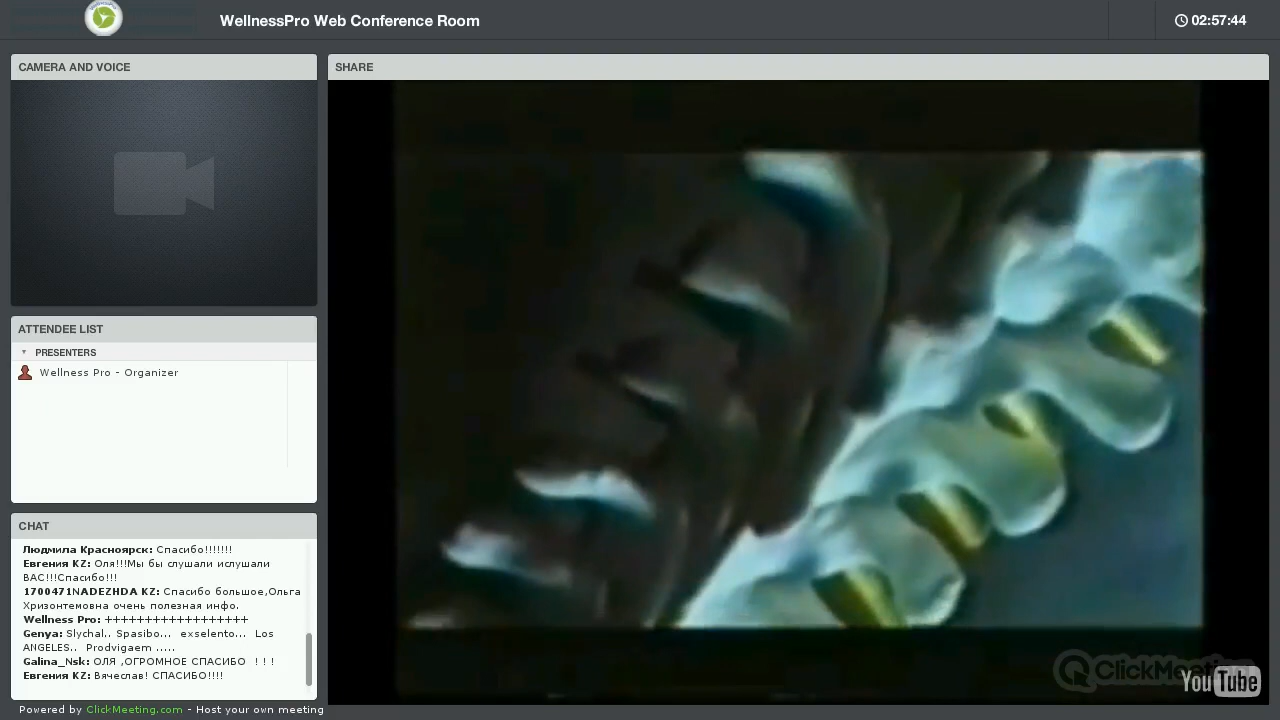 WellnessPro Web Conference Room
02:57:44
CAMERA AND VOICE
SHARE
ATTENDEE LIST
PRESENTERS
Wellness Pro - Organizer
CHAT
Людмила Красноярск: Спасибо!!!!!!!
Евгения KZ: Оля!!!Мы бы слушали ислушали
ВАС!!!Спасибо!!!
1700471NADEZHDA KZ: Спасибо большое,Ольга
Хризонтемовна очень полезная инфо.
Wellness Pro: ++++++++++++++++++
Genya: Slychal.. Spasibo... exselento... Los
ANGELES.. Prodvigaem .....
Galina_Nsk: ОЛЯ ,ОГРОМНОЕ СПАСИБО ! ! !
Евгения KZ: Вячеслав! СПАСИБО!!!!
ClickMeeting
YouTube
Powered by ClickMeeting.com - Host your own meeting